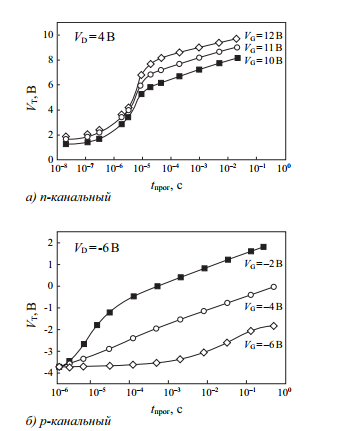 10
8
6
4
2
0
V_T, В
V_D = 4 В
V_G=12 В
V_G=11 В
V_G=10 В
10⁻⁸ 10⁻⁷ 10⁻⁶ 10⁻⁵ 10⁻⁴ 10⁻³ 10⁻² 10⁻¹ 10⁰
t_прог, с
а) n-канальный
2
1
0
-0
-1
-2
-3
-4
V_T, В
V_D = -6 В
V_G=-2 В
V_G=-4 В
V_G=-6 В
10⁻⁶ 10⁻⁵ 10⁻⁴ 10⁻³ 10⁻² 10⁻¹ 10⁰
t_прог, с
б) p-канальный